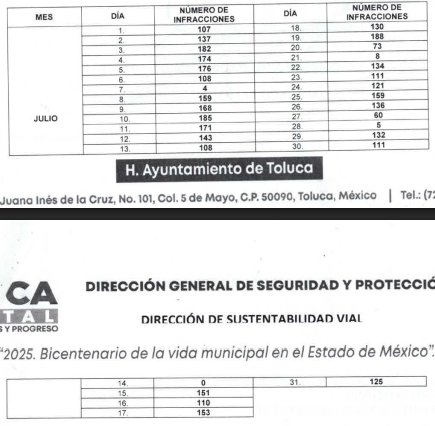 MES DÍA NÚMERO DE INFRACCIONES DÍA NÚMERO DE INFRACCIONES
JULIO
1. 107 18. 130
2. 137 19. 188
3. 182 20. 73
4. 174 21. 8
5. 176 22. 134
6. 108 23. 111
7. 4 24. 121
8. 159 25. 159
9. 168 26. 136
10. 185 27. 60
11. 171 28. 5
12. 143 29. 132
13. 108 30. 111
H. Ayuntamiento de Toluca
Juana Inés de la Cruz, No. 101, Col. 5 de Mayo, C.P. 50090, Toluca, México | Tel.: (72
CA
TAL
S Y PROGRESO
DIRECCIÓN GENERAL DE SEGURIDAD Y PROTECCIÓ
DIRECCIÓN DE SUSTENTABILIDAD VIAL
"2025. Bicentenario de la vida municipal en el Estado de México".
14. 0 31. 125
15. 151
16. 110
17. 153